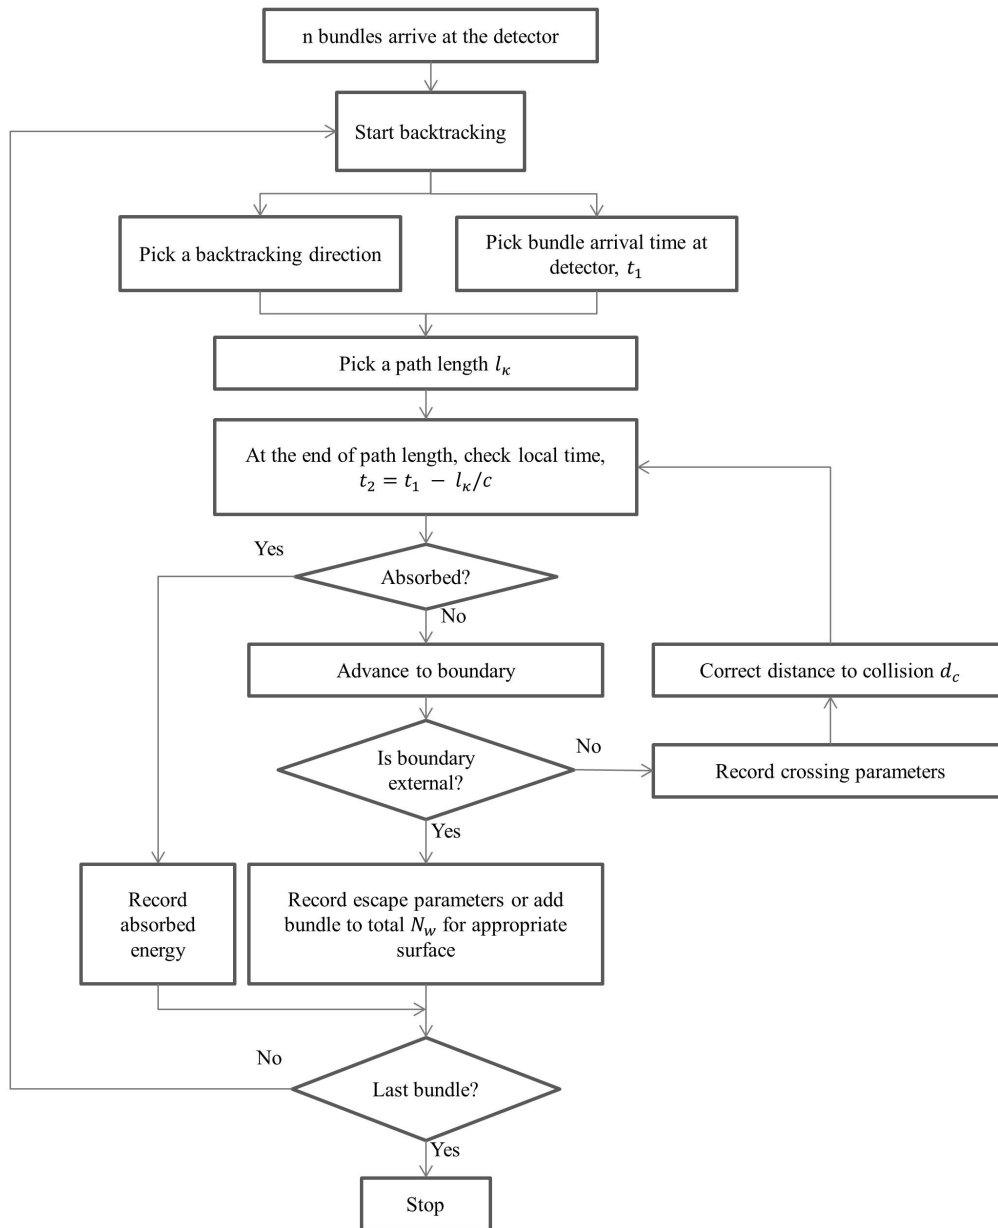 n bundles arrive at the detector
Start backtracking
Pick a backtracking direction
Pick bundle arrival time at
detector, t₁
Pick a path length l_κ
At the end of path length, check local time,
t₂ = t₁ − l_κ/c
Yes
Absorbed?
No
Advance to boundary
Correct distance to collision d_c
Is boundary
external?
No
Record crossing parameters
Yes
Record
absorbed
energy
Record escape parameters or add
bundle to total N_w for appropriate
surface
No
Last bundle?
Yes
Stop